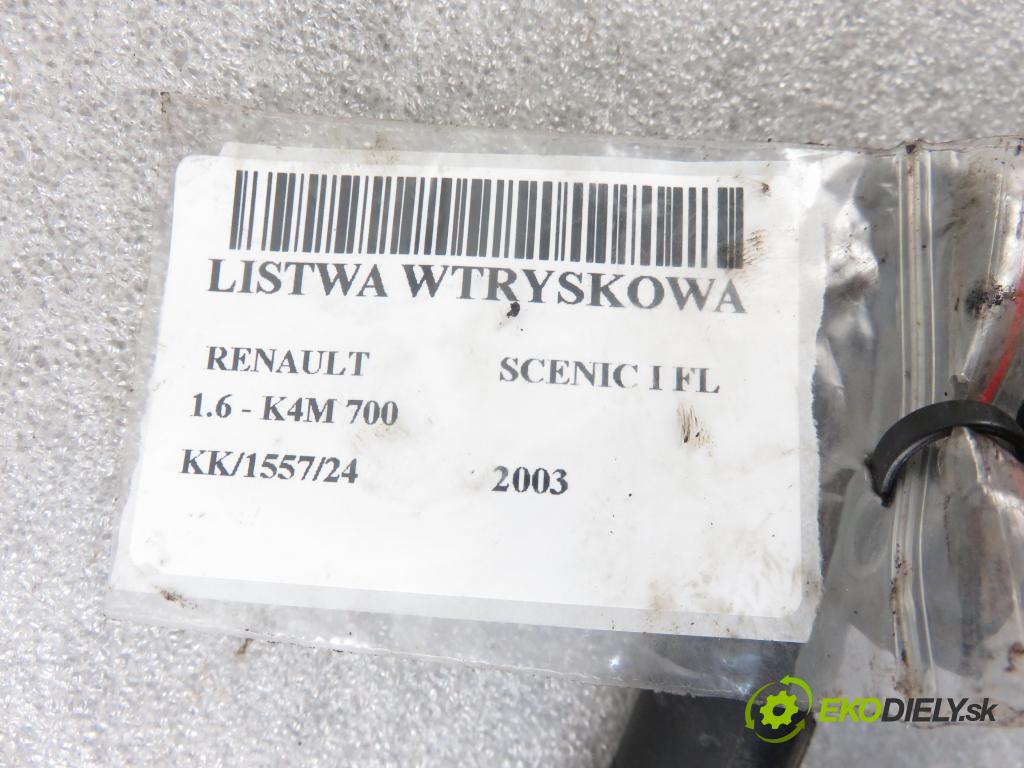 LISTWA WTRYSKOWA
RENAULT SCENIC I FL
1.6 - K4M 700
KK/1557/24 2003
EKODIELY.sk